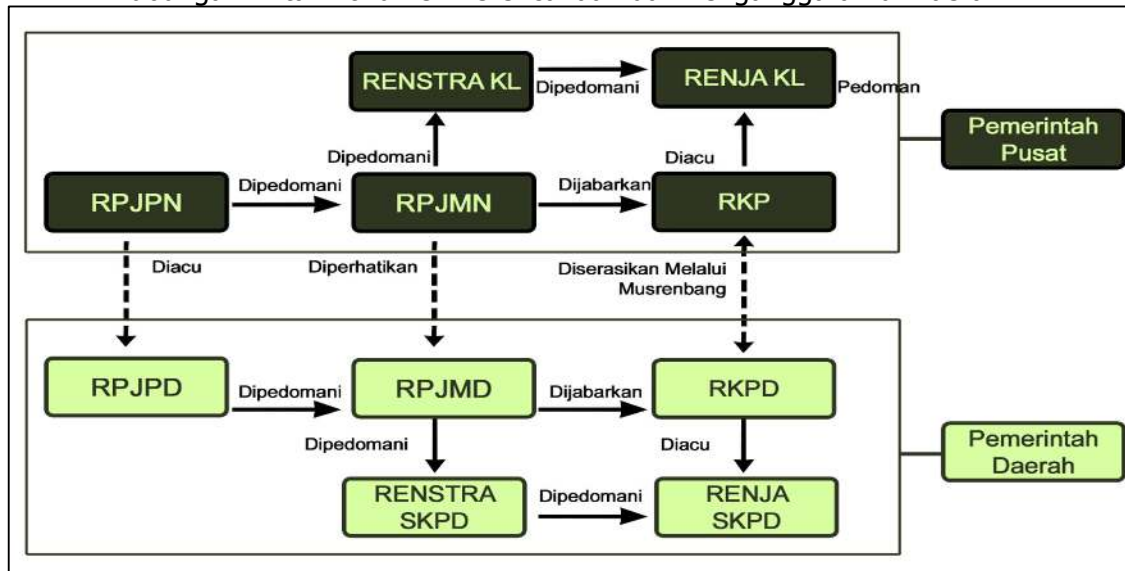 RENSTRA KL
Dipedomani
RENJA KL
Pedoman
Pemerintah
Pusat
Dipedomani
Diacu
RPJPN
Dipedomani
RPJMN
Dijabarkan
RKP
Diacu
Diperhatikan
Diserasikan Melalui
Musrenbang
RPJPD
Dipedomani
RPJMD
Dijabarkan
RKPD
Dipedomani
Diacu
Pemerintah
Daerah
RENSTRA
SKPD
Dipedomani
RENJA
SKPD